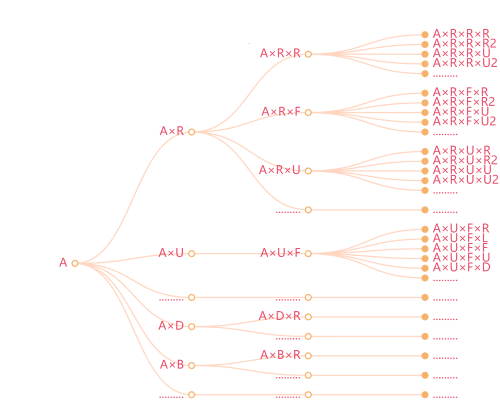 A×R×R×R
A×R×R×R2
A×R×R
A×R×R×U
A×R×R×U2
.........
A×R×F×R
A×R×F×R2
A×R×F
A×R×F×U
A×R×F×U2
A×R
.........
A×R×U×R
A×R×U×R2
A×R×U
A×R×U×U
A×R×U×U2
.........
.........
.........
A×U×F×R
A×U×F×L
A×U
A×U×F
A×U×F×F
A
A×U×F×U
A×U×F×D
.........
.........
.........
.........
A×D×R
.........
A×D
.........
.........
A×B×R
.........
A×B
.........
.........
.........
.........
.........